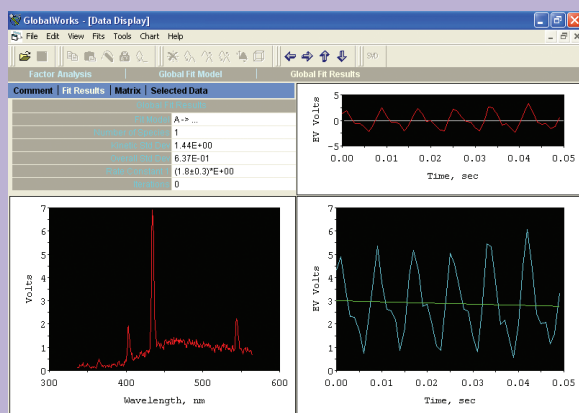 GlobalWorks - [Data Display]
File Edit View Fits Tools Chart Help
SVD
Factor Analysis Global Fit Model Global Fit Results
Comment Fit Results Matrix Selected Data
A -> ...
1
1.44E+00
6.37E-01
(1.8±0.3)*E+00
0
EV Volts
5
0
-5
0.00 0.01 0.02 0.03 0.04 0.05
Time, sec
Volts
7
6
5
4
3
2
1
0
300 400 500 600
Wavelength, nm
EV Volts
7
6
5
4
3
2
1
0
0.00 0.01 0.02 0.03 0.04 0.05
Time, sec